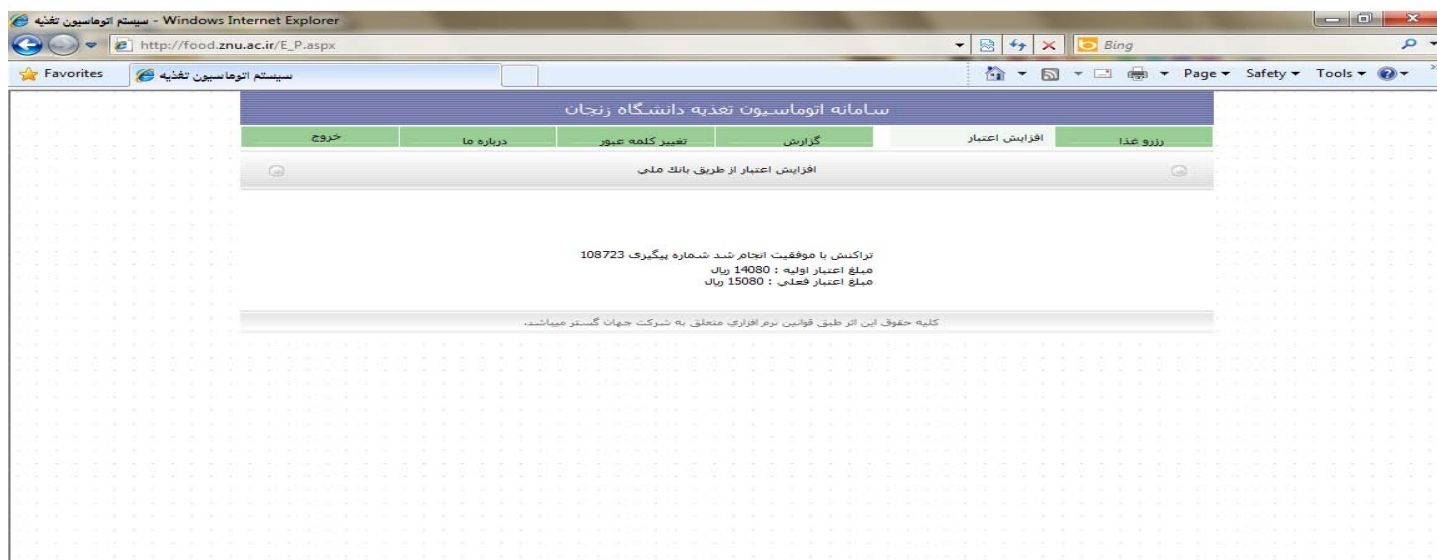 سیستم اتوماسیون تغذیه - Windows Internet Explorer
http://food.znu.ac.ir/E_P.aspx
Bing
Favorites
سیستم اتوماسیون تغذیه
Page
Safety
Tools
سامانه اتوماسیون تغذیه دانشگاه زنجان
رزرو غذا
افزایش اعتبار
گزارش
تغییر کلمه عبور
درباره ما
خروج
افزایش اعتبار از طریق بانك ملی
تراکنش با موفقیت انجام شد شماره پیگیری 108723
مبلغ اعتبار اولیه : 14080 ریال
مبلغ اعتبار فعلی : 15080 ریال
کلیه حقوق این اثر طبق قوانین نرم افزاری متعلق به شرکت جهان گستر میباشد.